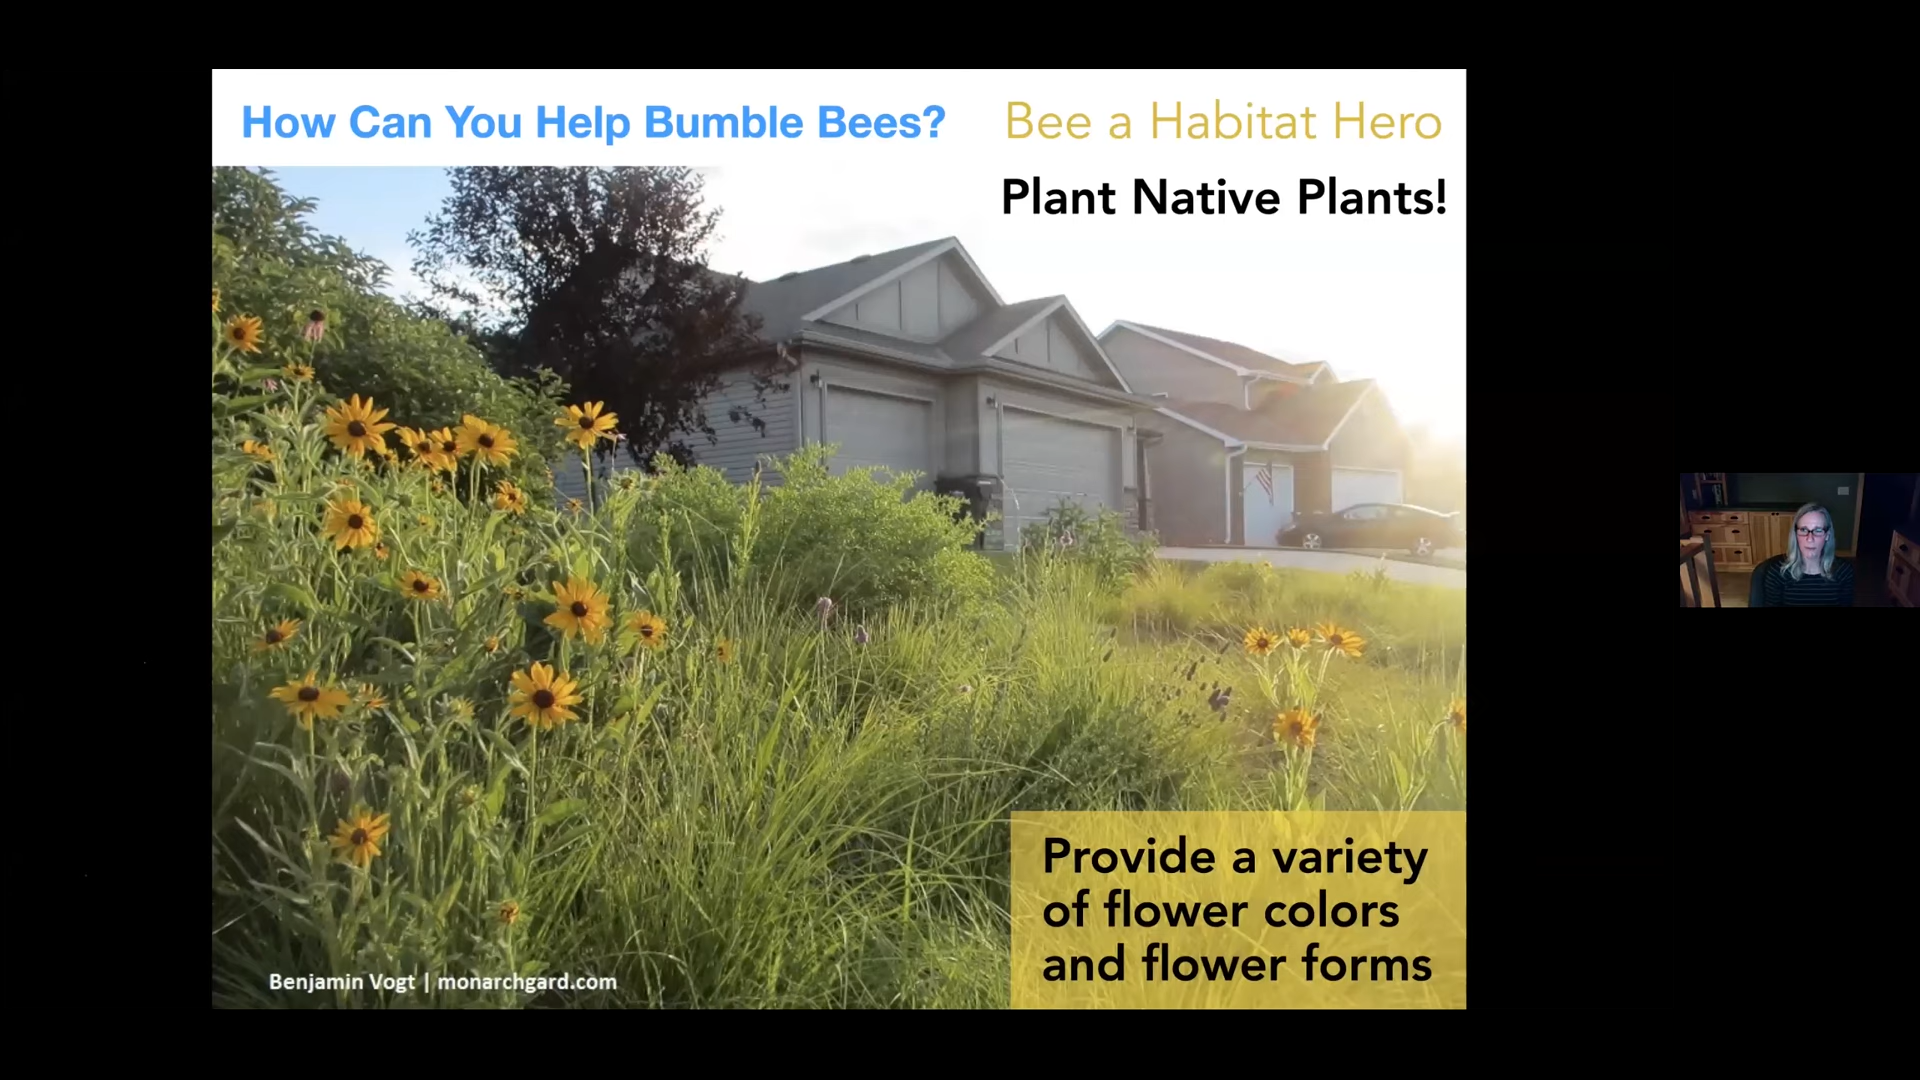 How Can You Help Bumble Bees?
Bee a Habitat Hero
Plant Native Plants!
Provide a variety
of flower colors
and flower forms
Benjamin Vogt | monarchgard.com